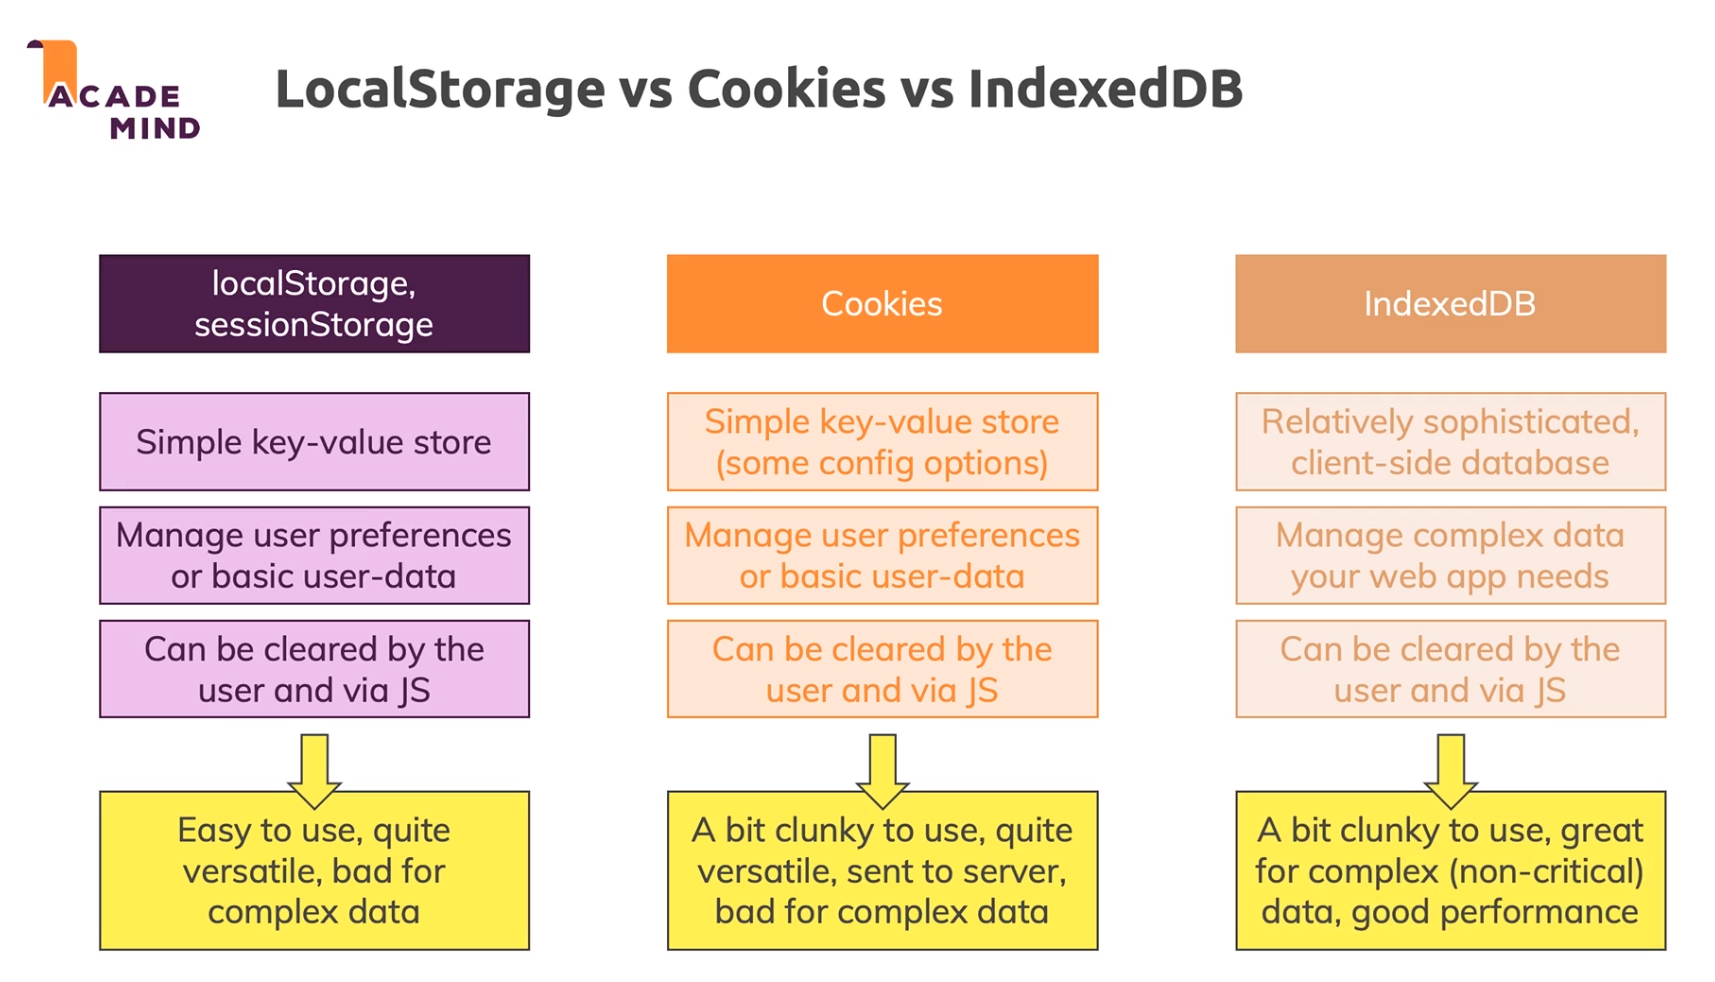 ACADE
MIND
LocalStorage vs Cookies vs IndexedDB
localStorage,
sessionStorage
Simple key-value store
Manage user preferences
or basic user-data
Can be cleared by the
user and via JS
Easy to use, quite
versatile, bad for
complex data
Cookies
Simple key-value store
(some config options)
Manage user preferences
or basic user-data
Can be cleared by the
user and via JS
A bit clunky to use, quite
versatile, sent to server,
bad for complex data
IndexedDB
Relatively sophisticated,
client-side database
Manage complex data
your web app needs
Can be cleared by the
user and via JS
A bit clunky to use, great
for complex (non-critical)
data, good performance